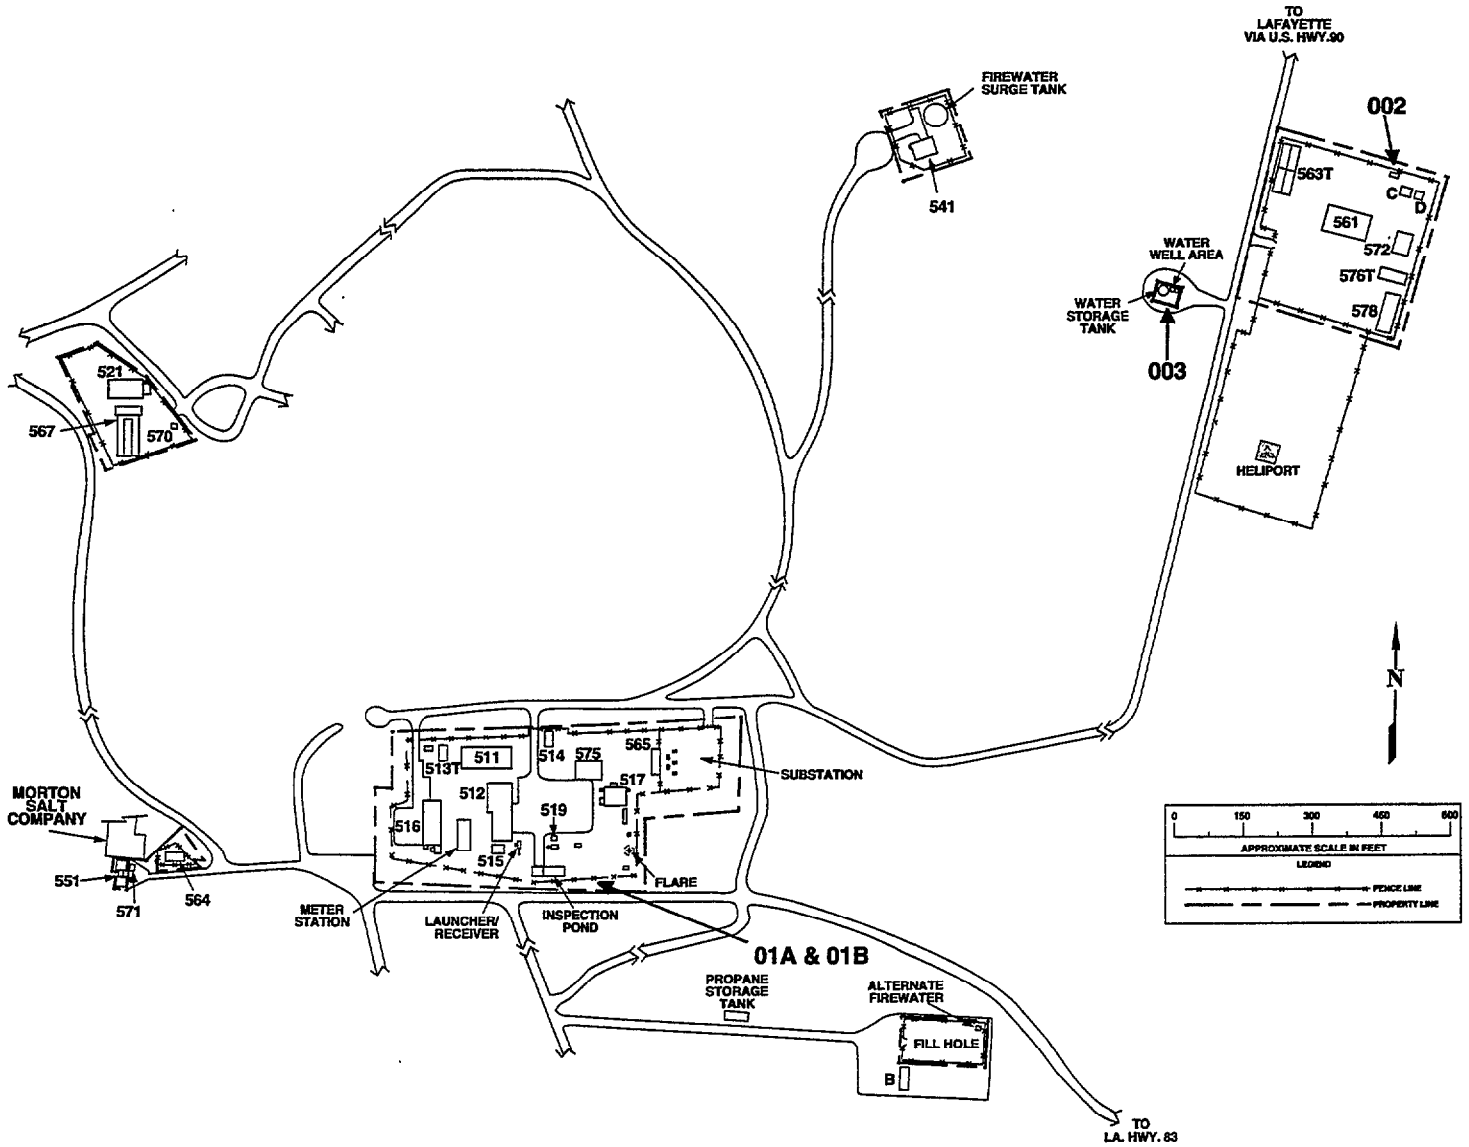 TO
LAFAYETTE
VIA U.S. HWY.90
FIREWATER
SURGE TANK
002
563T
C
D
541
561
572
WATER
WELL AREA
576T
WATER
STORAGE
TANK
578
003
521
567
570
HELIPORT
N
514
565
511
575
513T
SUBSTATION
517
512
MORTON
SALT
COMPANY
519
516
0 150 300 450 600
APPROXIMATE SCALE IN FEET
515
LEGEND
551
564
FLARE
FENCE LINE
571
PROPERTY LINE
METER
STATION
LAUNCHER/
RECEIVER
INSPECTION
POND
01A & 01B
PROPANE
STORAGE
TANK
ALTERNATE
FIREWATER
FILL HOLE
B
TO
LA. HWY. 83